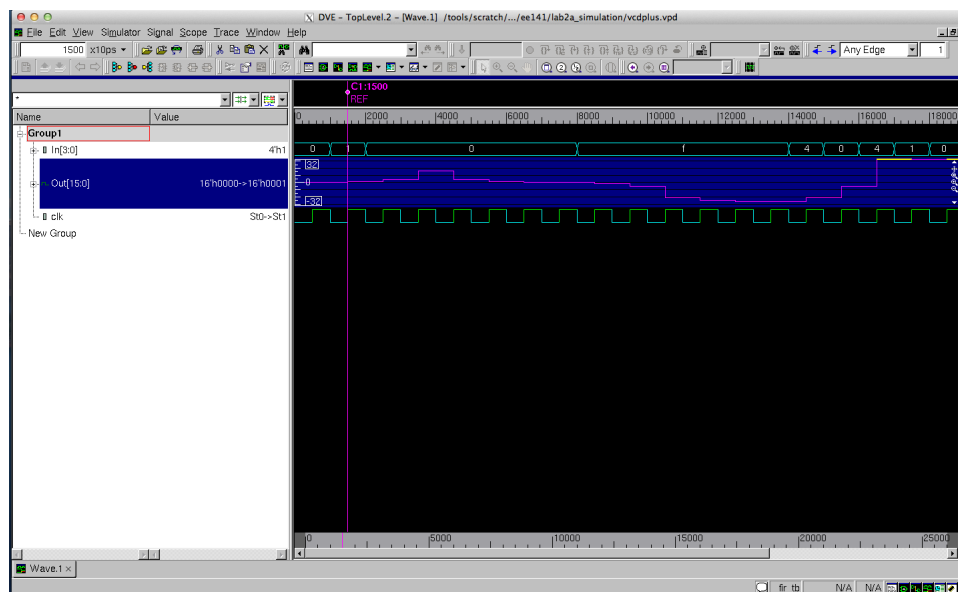 DVE - TopLevel.2 - [Wave.1] /tools/scratch/.../ee141/lab2a_simulation/vcdplus.vpd
File Edit View Simulator Signal Scope Trace Window Help
1500 x10ps Any Edge 1
C1:1500
REF
*
Name Value
0 2000 4000 6000 8000 10000 12000 14000 16000 18000
Group1
In[3:0] 4'h1 0 1 0 f 4 0 4 1 0
Out[15:0] 16'h0000->16'h0001 32 0 -32
clk St0->St1
New Group
0 5000 10000 15000 20000 25000
Wave.1
fir_tb N/A N/A